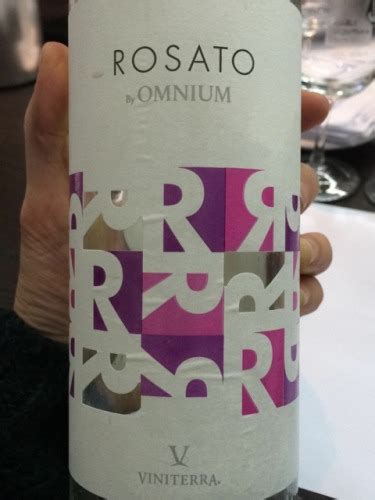 ROSATO
By OMNIUM
V
VINITERRA